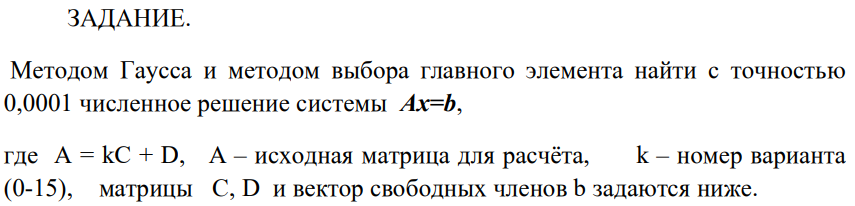 ЗАДАНИЕ.
Методом Гаусса и методом выбора главного элемента найти с точностью
0,0001 численное решение системы Ax=b,
где A = kC + D, A – исходная матрица для расчёта, k – номер варианта
(0-15), матрицы C, D и вектор свободных членов b задаются ниже.